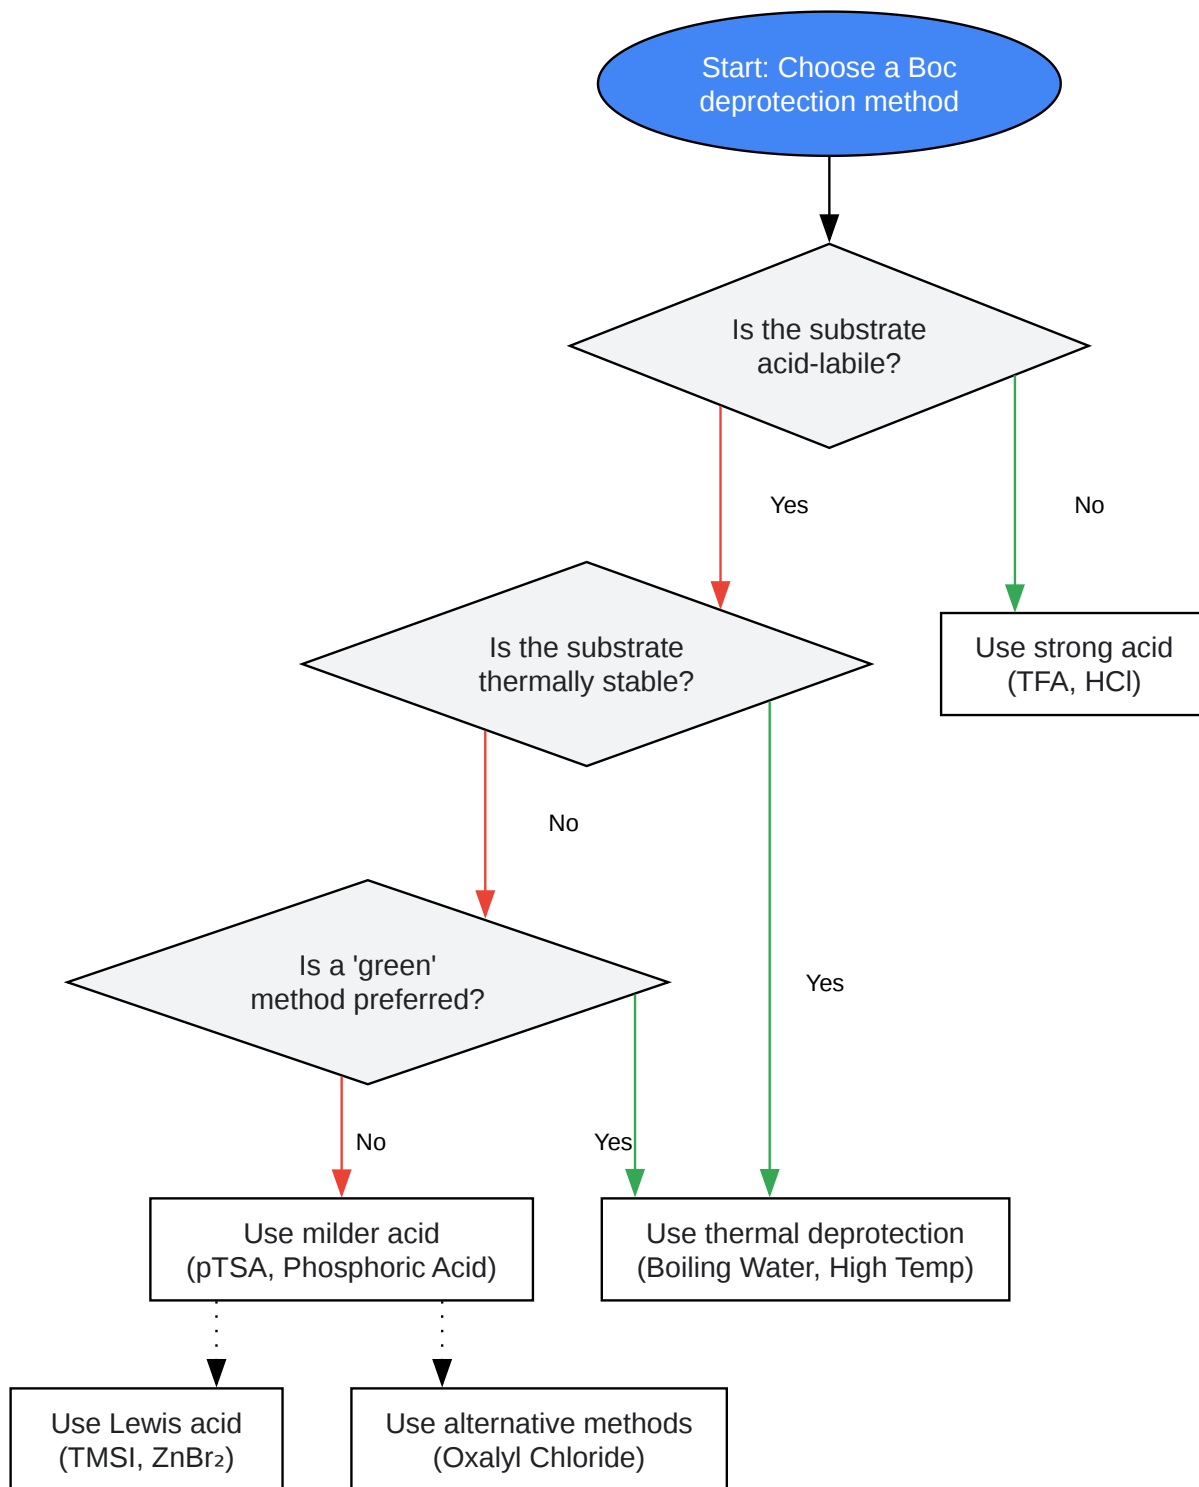 Start: Choose a Boc
deprotection method
Is the substrate
acid-labile?
Yes
No
Is the substrate
thermally stable?
Use strong acid
(TFA, HCl)
No
Is a 'green'
method preferred?
Yes
No
Yes
Use milder acid
(pTSA, Phosphoric Acid)
Use thermal deprotection
(Boiling Water, High Temp)
Use Lewis acid
(TMSI, ZnBr₂)
Use alternative methods
(Oxalyl Chloride)